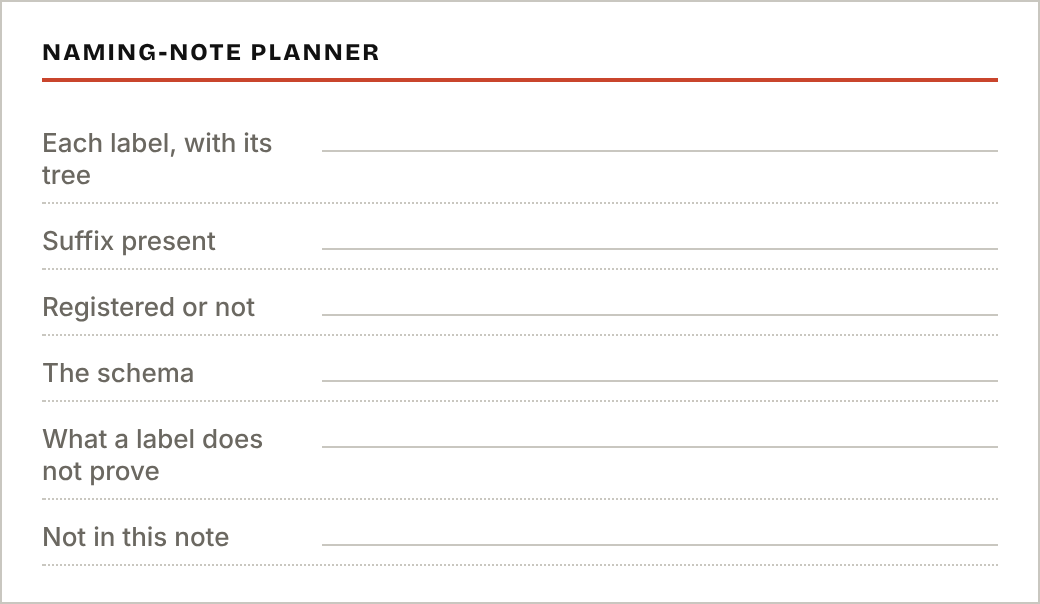 NAMING-NOTE PLANNER
Each label, with its
tree
Suffix present
Registered or not
The schema
What a label does
not prove
Not in this note